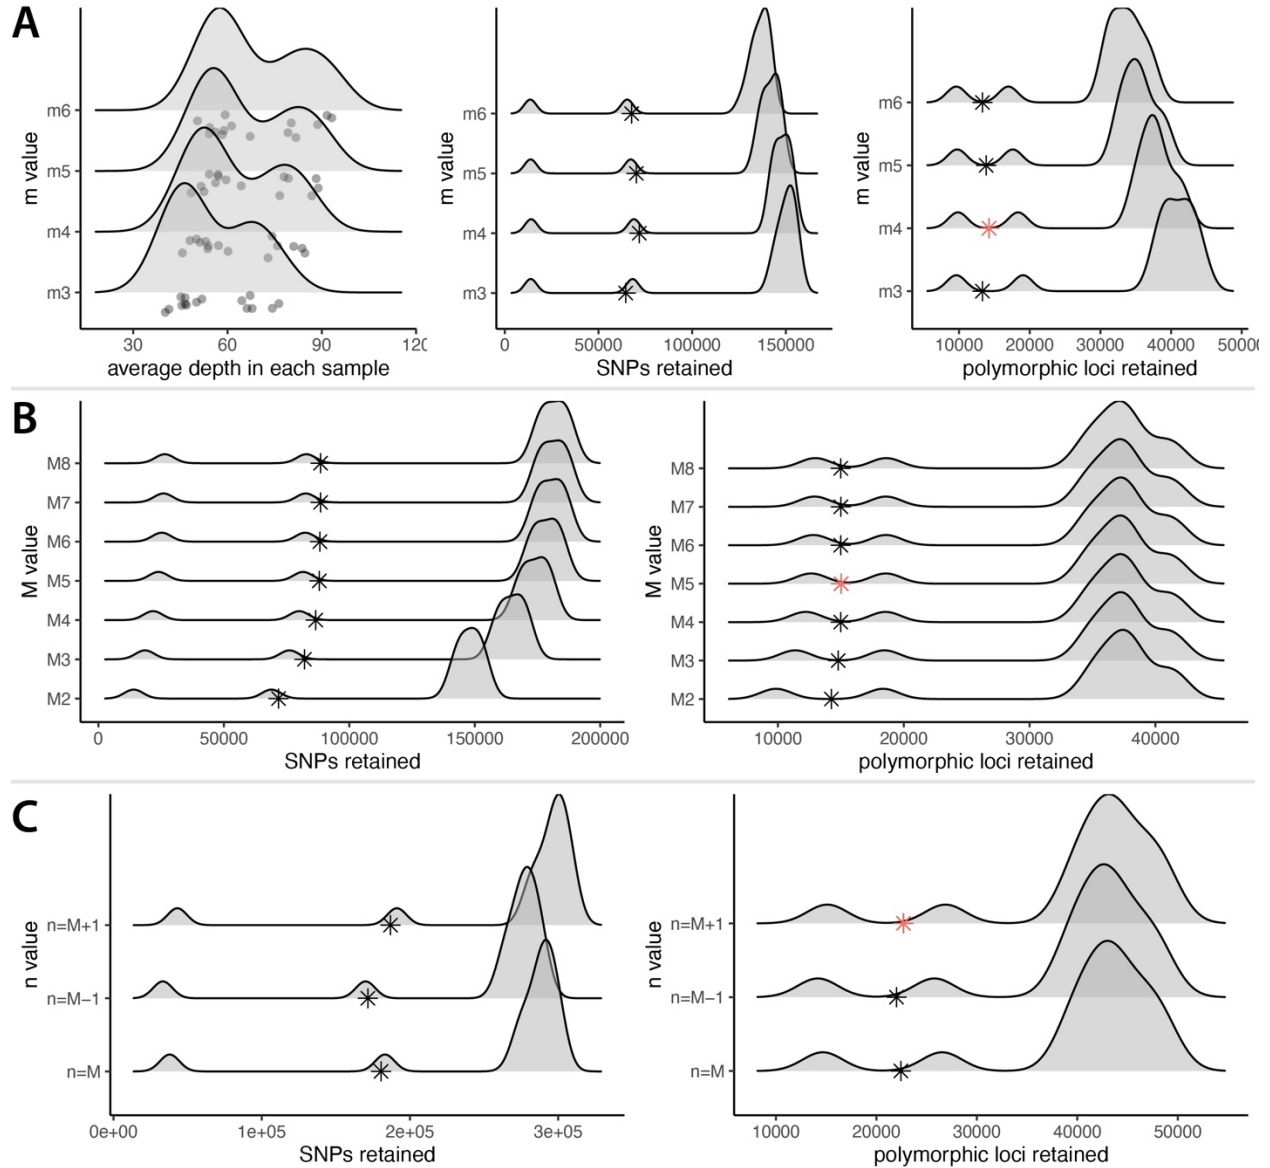 A
m value
m6
m5
m4
m3
30 60 90 120
average depth in each sample
m value
m6
m5
m4
m3
0 50000 100000 150000
SNPs retained
m value
m6
m5
m4
m3
10000 20000 30000 40000 50000
polymorphic loci retained
B
M value
M8
M7
M6
M5
M4
M3
M2
0 50000 100000 150000 200000
SNPs retained
M value
M8
M7
M6
M5
M4
M3
M2
10000 20000 30000 40000
polymorphic loci retained
C
n value
n=M+1
n=M−1
n=M
0e+00 1e+05 2e+05 3e+05
SNPs retained
n value
n=M+1
n=M−1
n=M
10000 20000 30000 40000 50000
polymorphic loci retained